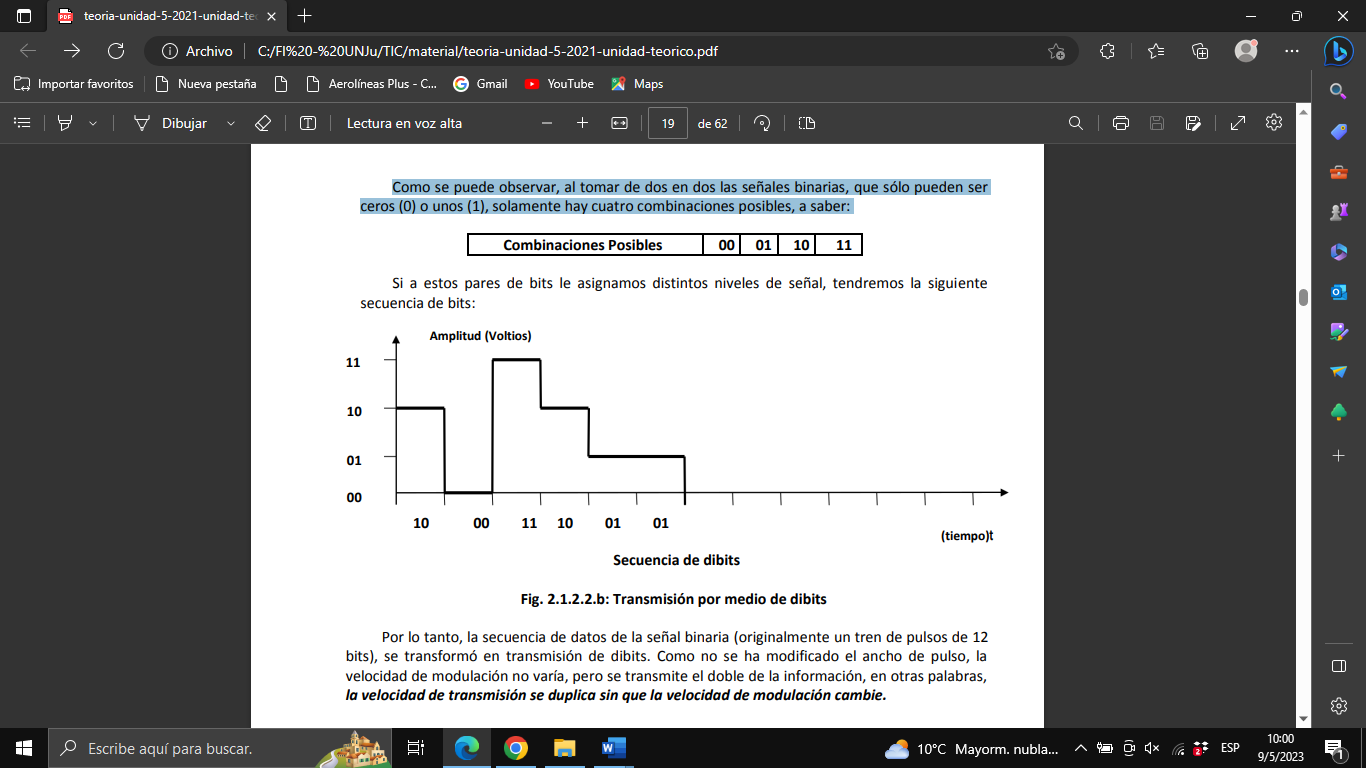 teoria-unidad-5-2021-unidad-teo
Archivo
C:/FI%20-%20UNJu/TIC/material/teoria-unidad-5-2021-unidad-teorico.pdf
Importar favoritos
Nueva pestaña
Aerolíneas Plus - C...
Gmail
YouTube
Maps
Dibujar
Lectura en voz alta
19
de 62
Como se puede observar, al tomar de dos en dos las señales binarias, que sólo pueden ser
ceros (0) o unos (1), solamente hay cuatro combinaciones posibles, a saber:
Combinaciones Posibles 00 01 10 11
Si a estos pares de bits le asignamos distintos niveles de señal, tendremos la siguiente
secuencia de bits:
Amplitud (Voltios)
11
10
01
00
10 00 11 10 01 01
(tiempo)t
Secuencia de dibits
Fig. 2.1.2.2.b: Transmisión por medio de dibits
Por lo tanto, la secuencia de datos de la señal binaria (originalmente un tren de pulsos de 12
bits), se transformó en transmisión de dibits. Como no se ha modificado el ancho de pulso, la
velocidad de modulación no varía, pero se transmite el doble de la información, en otras palabras,
la velocidad de transmisión se duplica sin que la velocidad de modulación cambie.
Escribe aquí para buscar.
10°C Mayorm. nubla...
ESP
10:00
9/5/2023
1